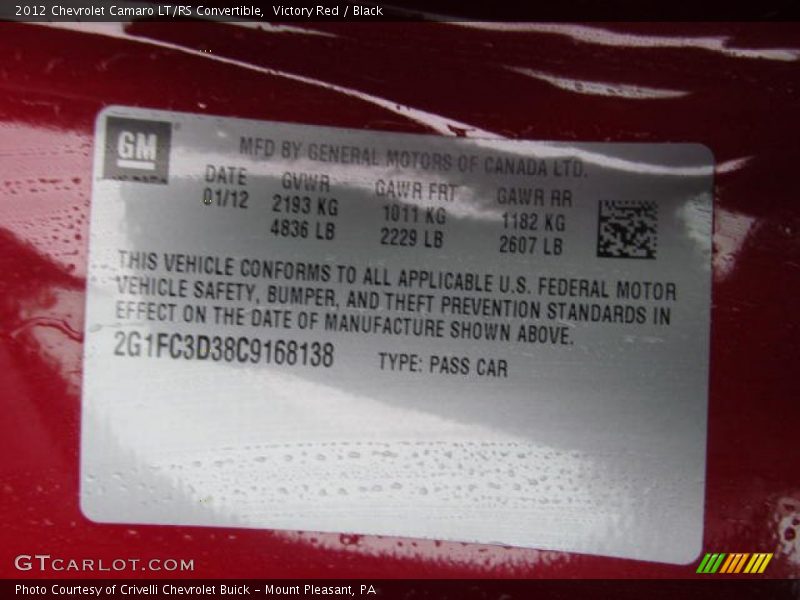 2012 Chevrolet Camaro LT/RS Convertible, Victory Red / Black
GM
MFD BY GENERAL MOTORS OF CANADA LTD.
DATE GVWR GAWR FRT GAWR RR
01/12 2193 KG 1011 KG 1182 KG
4836 LB 2229 LB 2607 LB
THIS VEHICLE CONFORMS TO ALL APPLICABLE U.S. FEDERAL MOTOR
VEHICLE SAFETY, BUMPER, AND THEFT PREVENTION STANDARDS IN
EFFECT ON THE DATE OF MANUFACTURE SHOWN ABOVE.
2G1FC3D38C9168138 TYPE: PASS CAR
GTCARLOT.COM
Photo Courtesy of Crivelli Chevrolet Buick - Mount Pleasant, PA